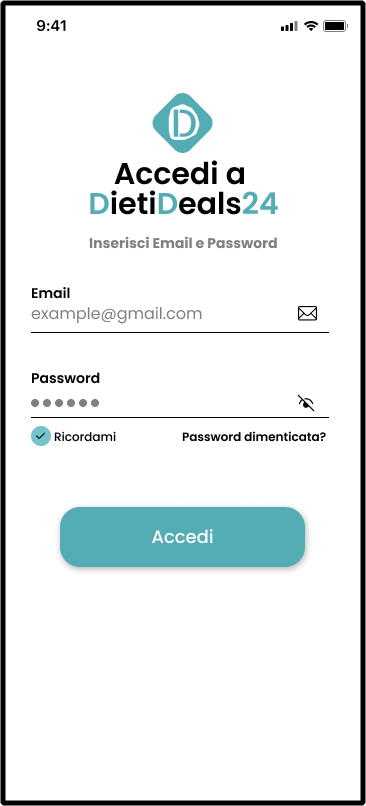 9:41
D
Accedi a
DietiDeals24
Inserisci Email e Password
Email
example@gmail.com
Password
●●●●●●
Ricordami Password dimenticata?
Accedi